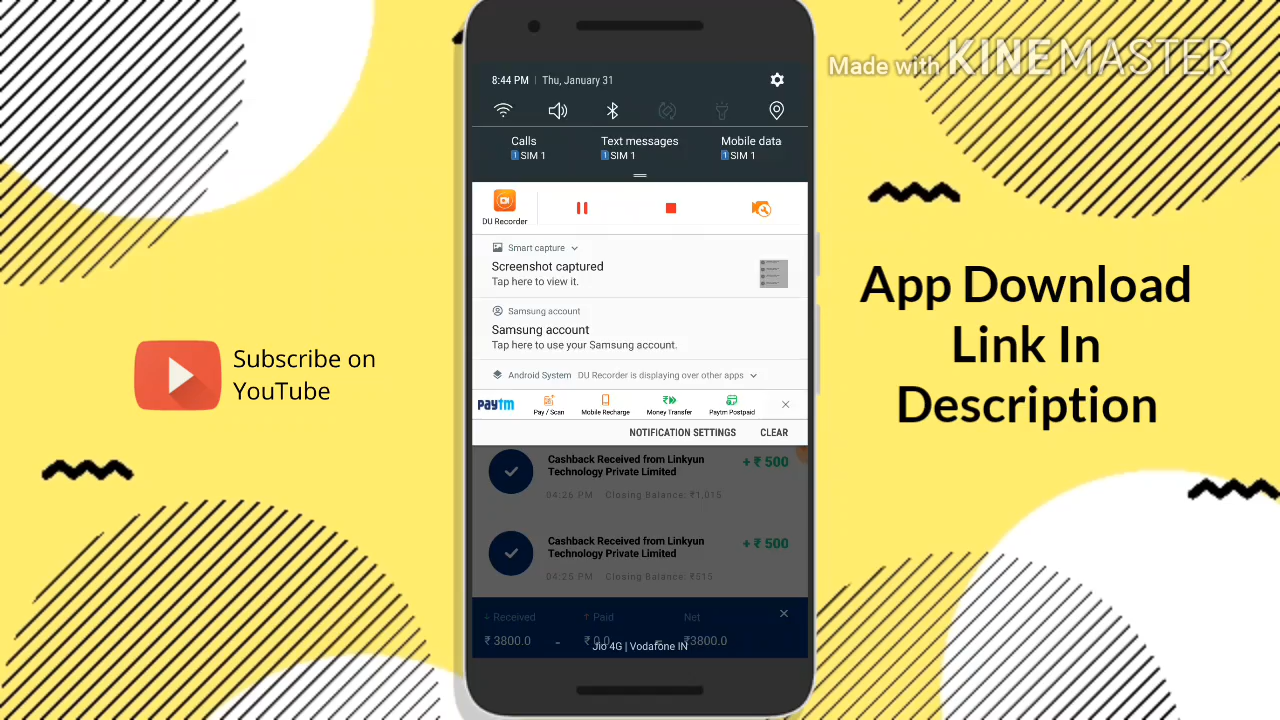 Made with KINEMASTER
8:44 PM | Thu, January 31
Calls
1 SIM 1
Text messages
1 SIM 1
Mobile data
1 SIM 1
DU Recorder
Smart capture
Screenshot captured
Tap here to view it.
Samsung account
Samsung account
Tap here to use your Samsung account.
Android System DU Recorder is displaying over other apps
paytm
Pay / Scan
Mobile Recharge
Money Transfer
Paytm Postpaid
NOTIFICATION SETTINGS CLEAR
Cashback Received from Linkyun
Technology Private Limited
+ ₹ 500
04:26 PM Closing Balance: ₹1,015
Cashback Received from Linkyun
Technology Private Limited
+ ₹ 500
04:25 PM Closing Balance: ₹515
↓ Received ↑ Paid Net
₹ 3800.0 - ₹ 0.0 = ₹3800.0
Jio 4G | Vodafone IN
Subscribe on
YouTube
App Download
Link In
Description